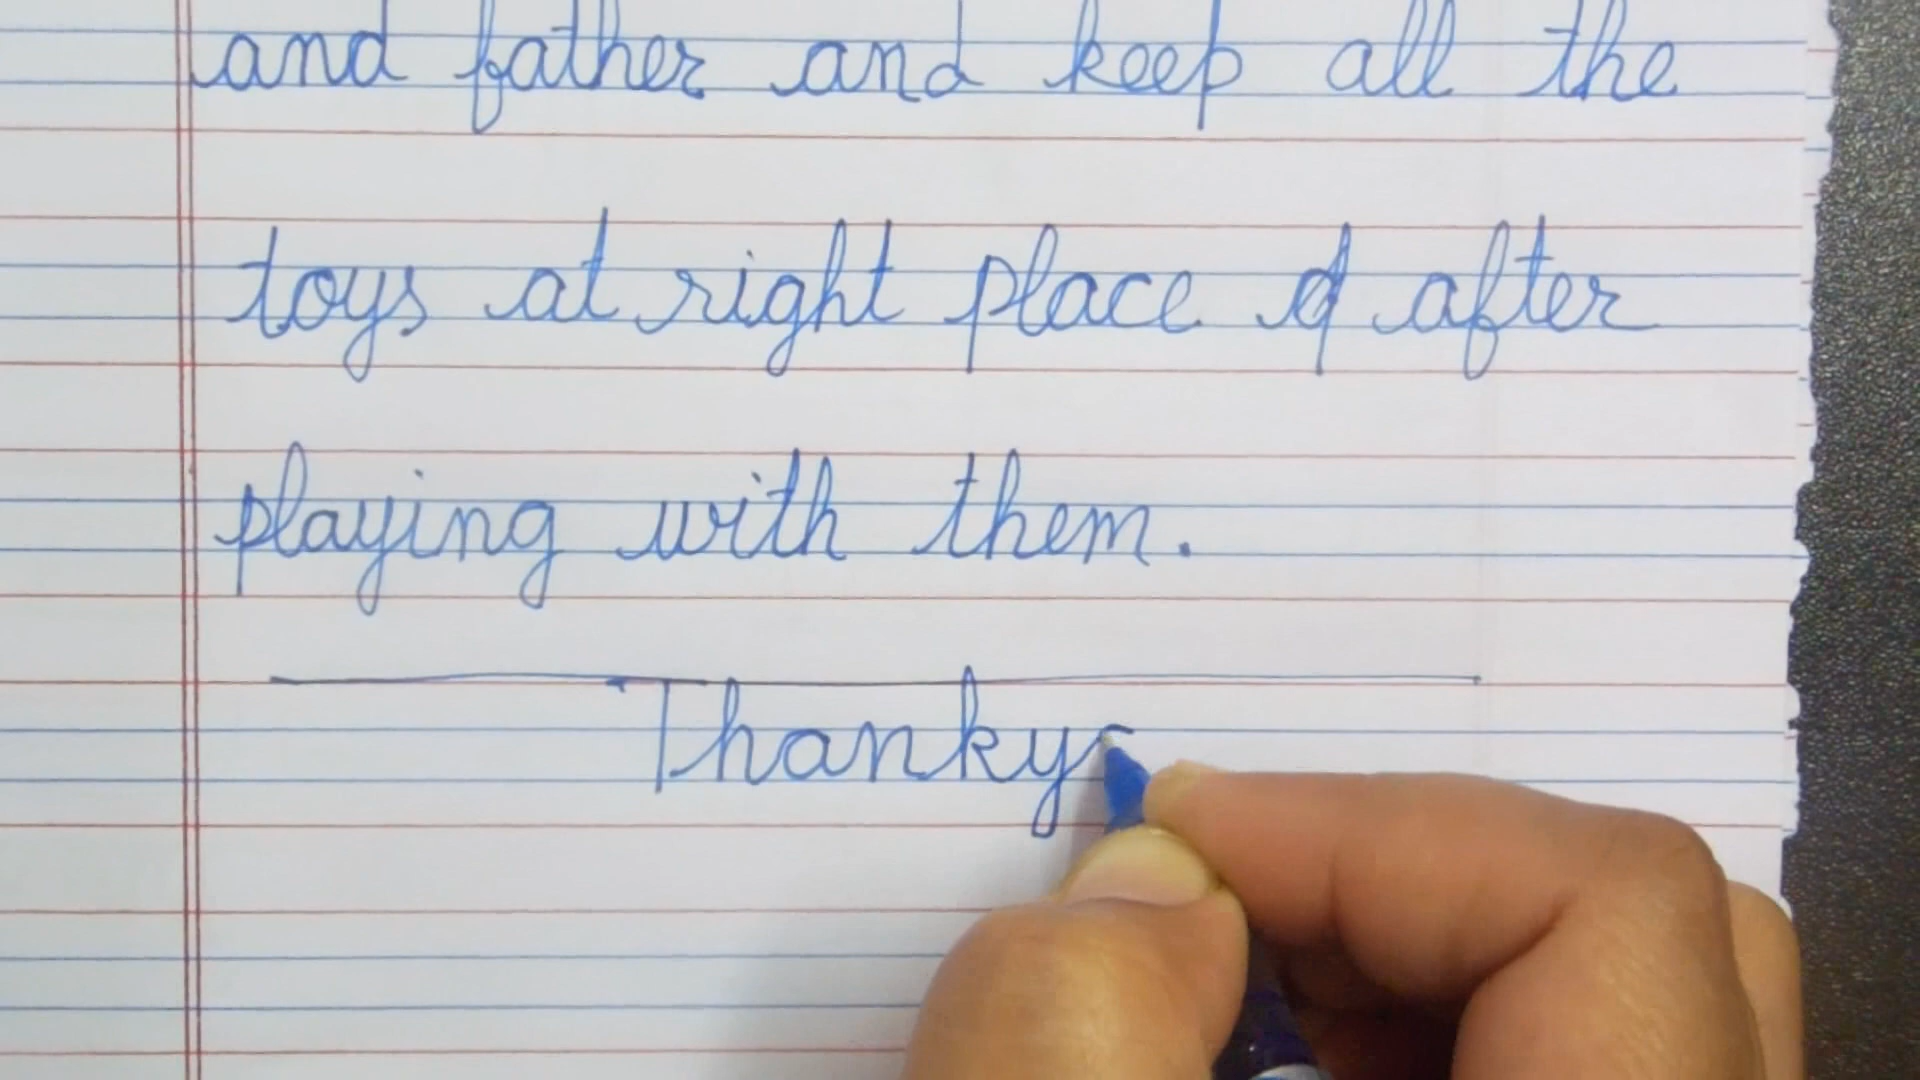 and father and keep all the
toys at right place after
playing with them.
Thanky